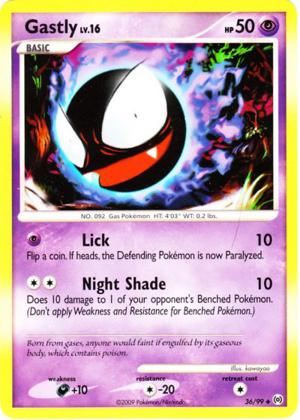 Gastly LV.16 HP 50
BASIC
NO. 092 Gas Pokémon HT. 4'03" WT. 0.2 lbs.
Lick 10
Flip a coin. If heads, the Defending Pokémon is now Paralyzed.
Night Shade 10
Does 10 damage to 1 of your opponent's Benched Pokémon.
(Don't apply Weakness and Resistance for Benched Pokémon.)
Born from gases, anyone would faint if engulfed by its gaseous
body, which contains poison.
Illus. kawayoo
weakness resistance retreat cost
+10 -20
©2009 Pokémon/Nintendo 36/99